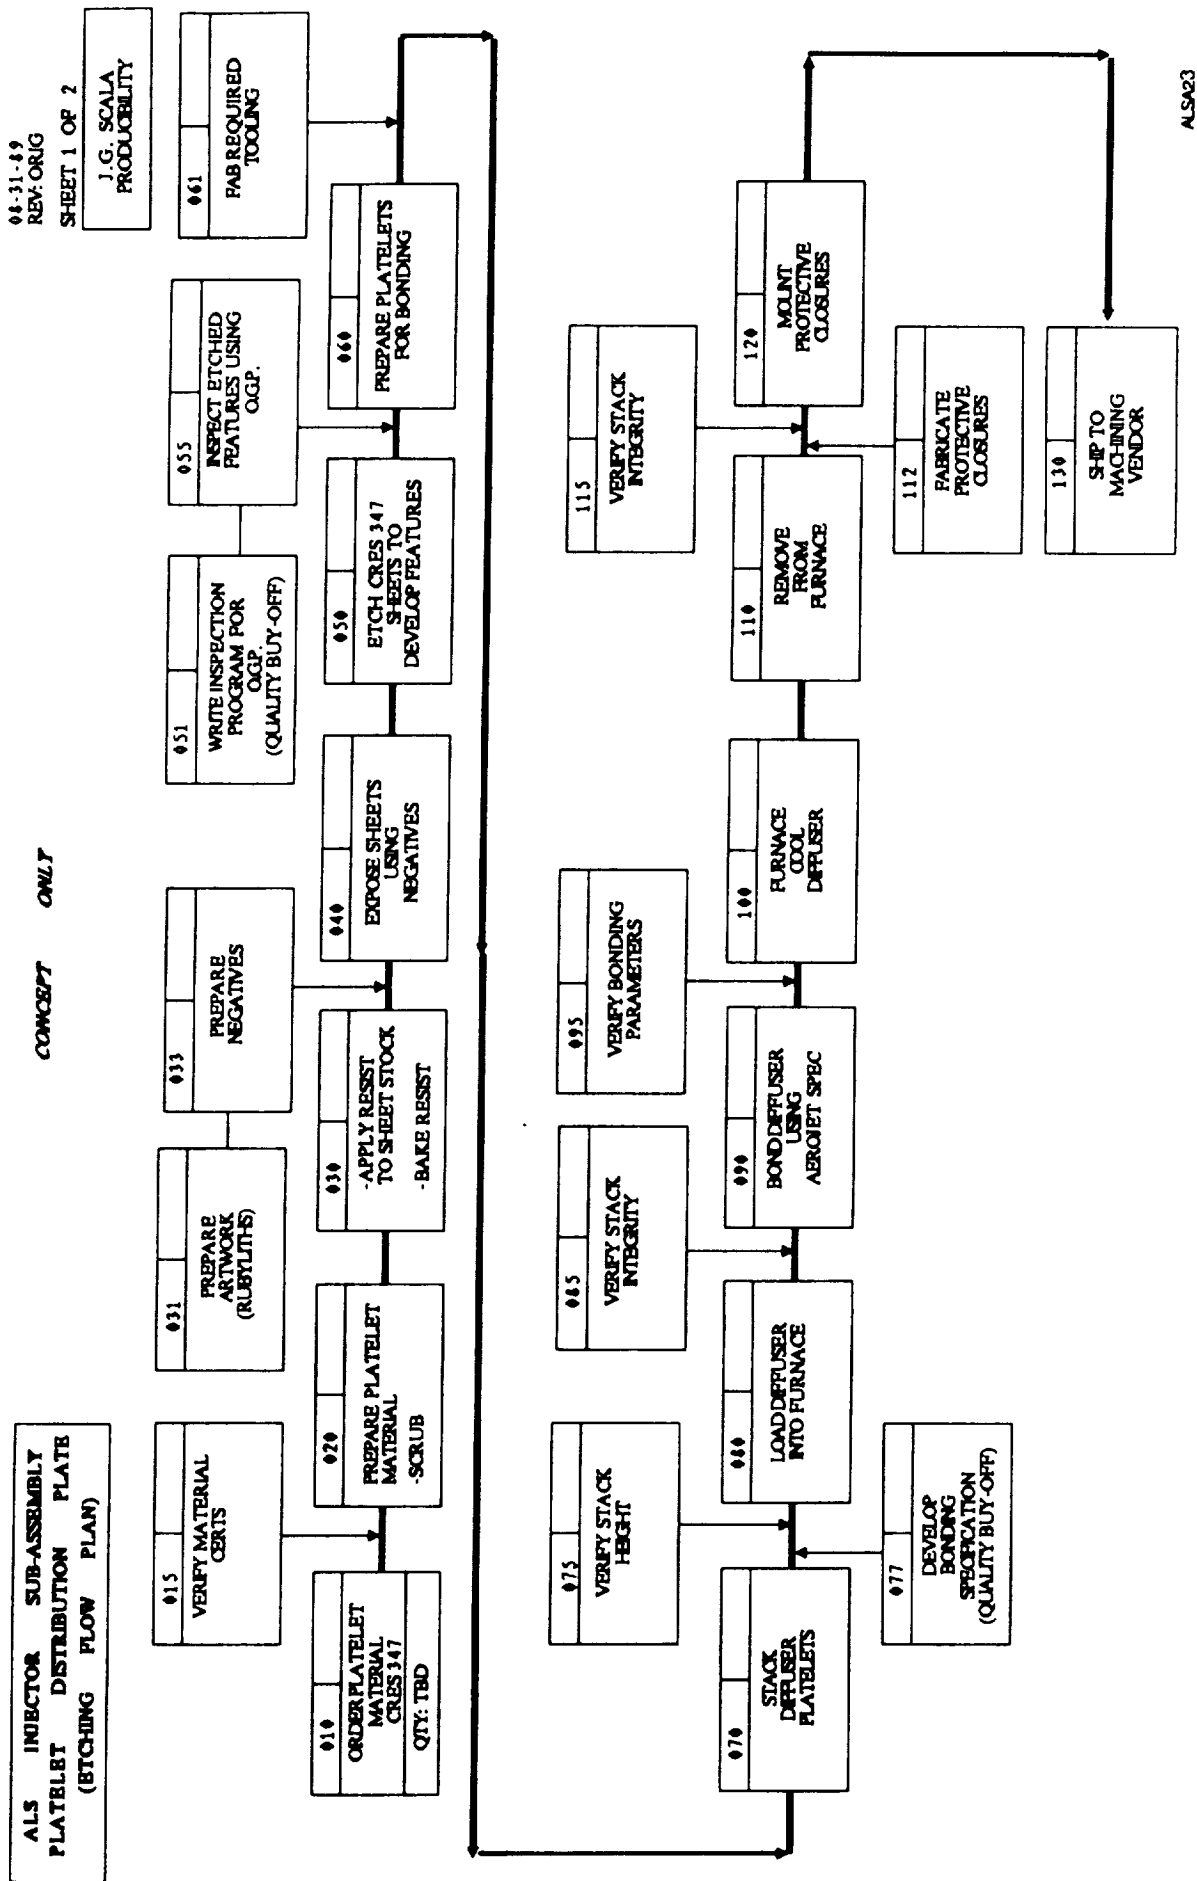 ALS INJECTOR SUB-ASSEMBLY
PLATELET DISTRIBUTION PLATE
(ETCHING FLOW PLAN)
CONCEPT ONLY
08-31-89
REV: ORIG
SHEET 1 OF 2
J.G. SCALA
PRODUCIBILITY
015
VERIFY MATERIAL
CERTS
031
PREPARE
ARTWORK
(RUBYLITHS)
033
PREPARE
NEGATIVES
051
WRITE INSPECTION
PROGRAM FOR
O.G.P.
(QUALITY BUY-OFF)
055
INSPECT ETCHED
FEATURES USING
O.G.P.
061
FAB REQUIRED
TOOLING
010
ORDER PLATELET
MATERIAL
CRES 347
QTY: TBD
020
PREPARE PLATELET
MATERIAL
-SCRUB
030
-APPLY RESIST
TO SHEET STOCK
-BAKE RESIST
040
EXPOSE SHEETS
USING
NEGATIVES
050
ETCH CRES 347
SHEETS TO
DEVELOP FEATURES
060
PREPARE PLATELETS
FOR BONDING
075
VERIFY STACK
HEIGHT
085
VERIFY STACK
INTEGRITY
095
VERIFY BONDING
PARAMETERS
115
VERIFY STACK
INTEGRITY
070
STACK
DIFFUSER
PLATELETS
080
LOAD DIFFUSER
INTO FURNACE
090
BOND DIFFUSER
USING
AEROJET SPEC
100
FURNACE
COOL
DIFFUSER
110
REMOVE
FROM
FURNACE
120
MOUNT
PROTECTIVE
CLOSURES
077
DEVELOP
BONDING
SPECIFICATION
(QUALITY BUY-OFF)
112
FABRICATE
PROTECTIVE
CLOSURES
130
SHIP TO
MACHINING
VENDOR
ALSA23